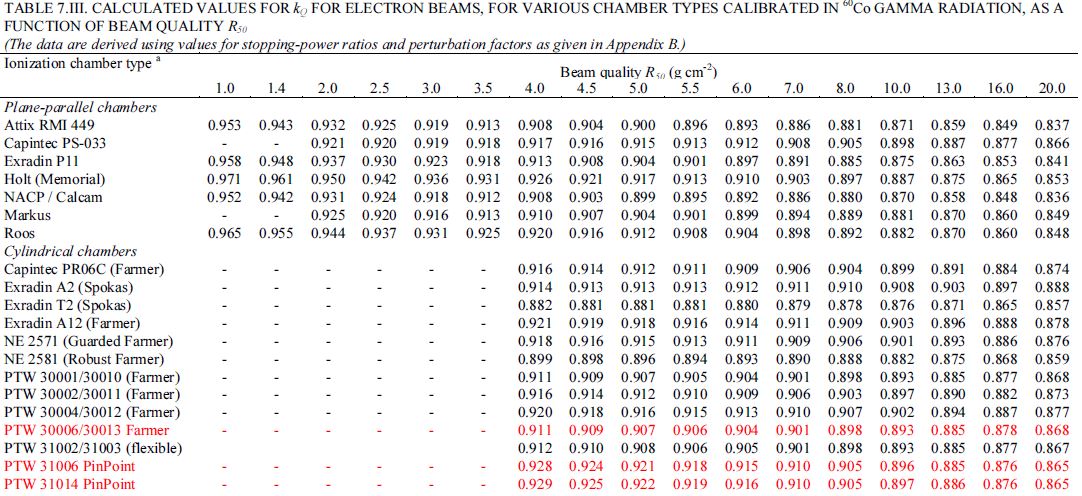 TABLE 7.III. CALCULATED VALUES FOR kQ FOR ELECTRON BEAMS, FOR VARIOUS CHAMBER TYPES CALIBRATED IN 60Co GAMMA RADIATION, AS A
FUNCTION OF BEAM QUALITY R50
(The data are derived using values for stopping-power ratios and perturbation factors as given in Appendix B.)
Ionization chamber type a Beam quality R50 (g cm-2)
1.0 1.4 2.0 2.5 3.0 3.5 4.0 4.5 5.0 5.5 6.0 7.0 8.0 10.0 13.0 16.0 20.0
Plane-parallel chambers
Attix RMI 449 0.953 0.943 0.932 0.925 0.919 0.913 0.908 0.904 0.900 0.896 0.893 0.886 0.881 0.871 0.859 0.849 0.837
Capintec PS-033 - - 0.921 0.920 0.919 0.918 0.917 0.916 0.915 0.913 0.912 0.908 0.905 0.898 0.887 0.877 0.866
Exradin P11 0.958 0.948 0.937 0.930 0.923 0.918 0.913 0.908 0.904 0.901 0.897 0.891 0.885 0.875 0.863 0.853 0.841
Holt (Memorial) 0.971 0.961 0.950 0.942 0.936 0.931 0.926 0.921 0.917 0.913 0.910 0.903 0.897 0.887 0.875 0.865 0.853
NACP / Calcam 0.952 0.942 0.931 0.924 0.918 0.912 0.908 0.903 0.899 0.895 0.892 0.886 0.880 0.870 0.858 0.848 0.836
Markus - - 0.925 0.920 0.916 0.913 0.910 0.907 0.904 0.901 0.899 0.894 0.889 0.881 0.870 0.860 0.849
Roos 0.965 0.955 0.944 0.937 0.931 0.925 0.920 0.916 0.912 0.908 0.904 0.898 0.892 0.882 0.870 0.860 0.848
Cylindrical chambers
Capintec PR06C (Farmer) - - - - - - 0.916 0.914 0.912 0.911 0.909 0.906 0.904 0.899 0.891 0.884 0.874
Exradin A2 (Spokas) - - - - - - 0.914 0.913 0.913 0.913 0.912 0.911 0.910 0.908 0.903 0.897 0.888
Exradin T2 (Spokas) - - - - - - 0.882 0.881 0.881 0.881 0.880 0.879 0.878 0.876 0.871 0.865 0.857
Exradin A12 (Farmer) - - - - - - 0.921 0.919 0.918 0.916 0.914 0.911 0.909 0.903 0.896 0.888 0.878
NE 2571 (Guarded Farmer) - - - - - - 0.918 0.916 0.915 0.913 0.911 0.909 0.906 0.901 0.893 0.886 0.876
NE 2581 (Robust Farmer) - - - - - - 0.899 0.898 0.896 0.894 0.893 0.890 0.888 0.882 0.875 0.868 0.859
PTW 30001/30010 (Farmer) - - - - - - 0.911 0.909 0.907 0.905 0.904 0.901 0.898 0.893 0.885 0.877 0.868
PTW 30002/30011 (Farmer) - - - - - - 0.916 0.914 0.912 0.910 0.909 0.906 0.903 0.897 0.890 0.882 0.873
PTW 30004/30012 (Farmer) - - - - - - 0.920 0.918 0.916 0.915 0.913 0.910 0.907 0.902 0.894 0.887 0.877
PTW 30006/30013 Farmer - - - - - - 0.911 0.909 0.907 0.906 0.904 0.901 0.898 0.893 0.885 0.878 0.868
PTW 31002/31003 (flexible) - - - - - - 0.912 0.910 0.908 0.906 0.905 0.901 0.898 0.893 0.885 0.877 0.867
PTW 31006 PinPoint - - - - - - 0.928 0.924 0.921 0.918 0.915 0.910 0.905 0.896 0.885 0.876 0.865
PTW 31014 PinPoint - - - - - - 0.929 0.925 0.922 0.919 0.916 0.910 0.905 0.897 0.886 0.876 0.865